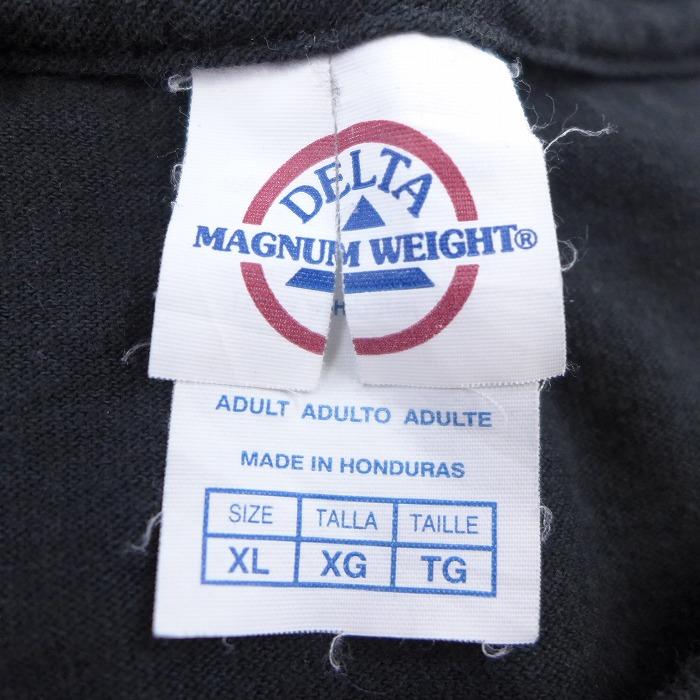 DELTA
MAGNUM WEIGHT®
ADULT ADULTO ADULTE
MADE IN HONDURAS
SIZE TALLA TAILLE
XL XG TG